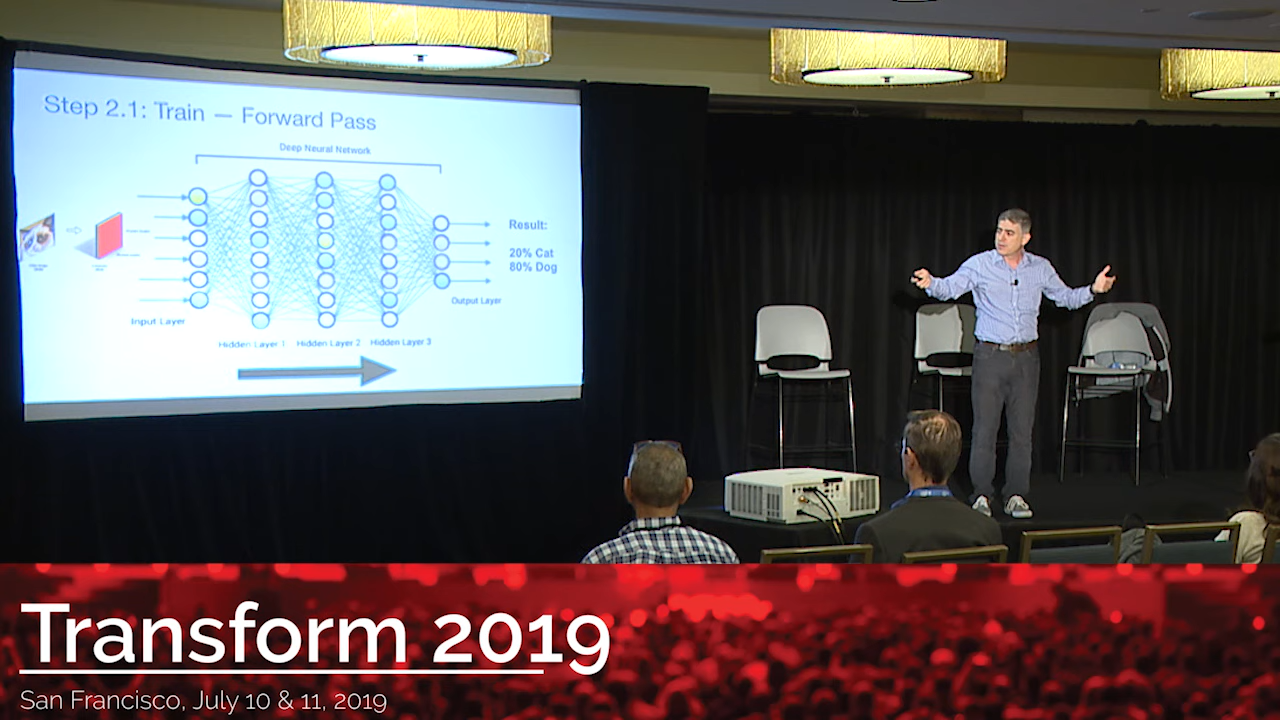 Step 2.1: Train — Forward Pass
Deep Neural Network
Result:
20% Cat
80% Dog
Output Layer
Input Layer
Hidden Layer 1 Hidden Layer 2 Hidden Layer 3
Transform 2019
San Francisco, July 10 & 11, 2019